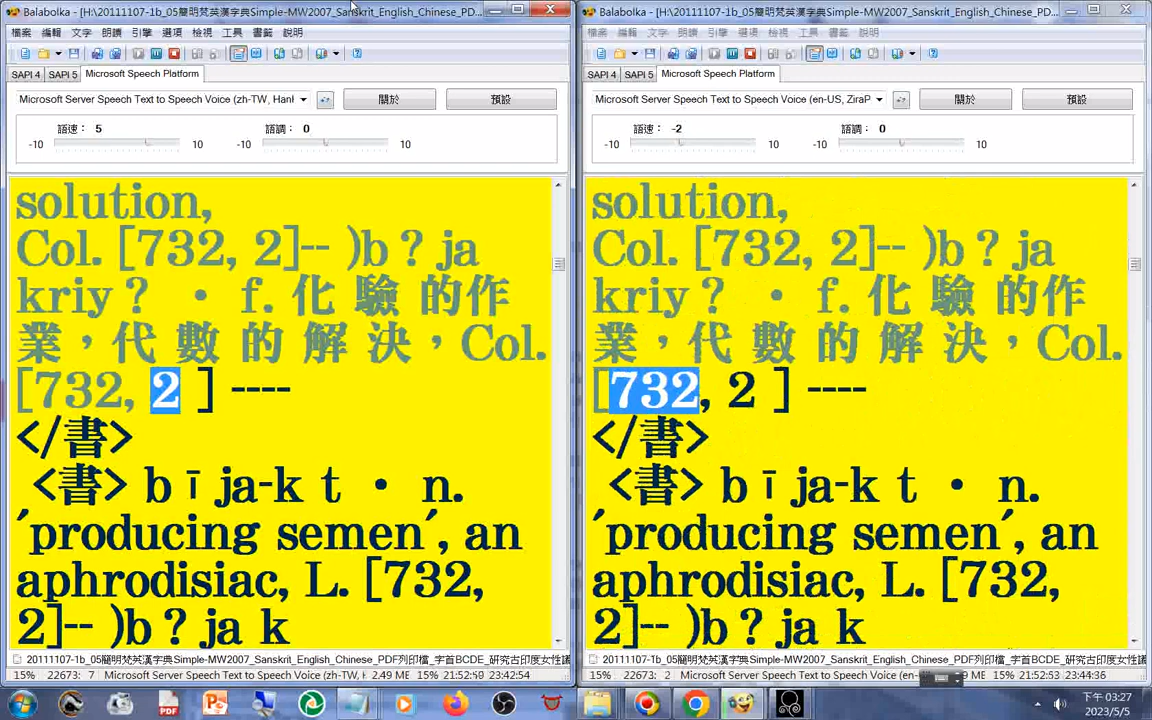 Balabolka - [H:\20111107-1b_05簡明梵英漢字典Simple-MW2007_Sanskrit_English_Chinese_PD...
檔案 編輯 文字 朗讀 引擎 選項 檢視 工具 書籤 說明
SAPI 4 SAPI 5 Microsoft Speech Platform
Microsoft Server Speech Text to Speech Voice (zh-TW, Hanl 關於 預設
語速： 5 語調： 0
-10 10 -10 10
solution,
Col. [732, 2]-- )b ? ja
kriy ? ‧ f. 化 驗 的作
業，代 數 的 解 決，Col.
[732, 2 ] ----
</書>
<書> b ī ja-k t ‧ n.
′producing semen′, an
aphrodisiac, L. [732,
2]-- )b ? ja k
20111107-1b_05簡明梵英漢字典Simple-MW2007_Sanskrit_English_Chinese_PDF列印檔_字首BCDE_研究古印度女性議
15% 22673: 7 Microsoft Server Speech Text to Speech Voice (zh-TW, H 2.49 MB 15% 21:52:59 23:42:54
Balabolka - [H:\20111107-1b_05簡明梵英漢字典Simple-MW2007_Sanskrit_English_Chinese_PD...
檔案 編輯 文字 朗讀 引擎 選項 檢視 工具 書籤 說明
SAPI 4 SAPI 5 Microsoft Speech Platform
Microsoft Server Speech Text to Speech Voice (en-US, ZiraP 關於 預設
語速： -2 語調： 0
-10 10 -10 10
solution,
Col. [732, 2]-- )b ? ja
kriy ? ‧ f. 化 驗 的作
業，代 數 的 解 決，Col.
[732, 2 ] ----
</書>
<書> b ī ja-k t ‧ n.
′producing semen′, an
aphrodisiac, L. [732,
2]-- )b ? ja k
20111107-1b_05簡明梵英漢字典Simple-MW2007_Sanskrit_English_Chinese_PDF列印檔_字首BCDE_研究古印度女性議
15% 22673: 2 Microsoft Server Speech Text to Speech Voice 15% 21:52:53 23:44:36
PDF
下午 03:27
2023/5/5